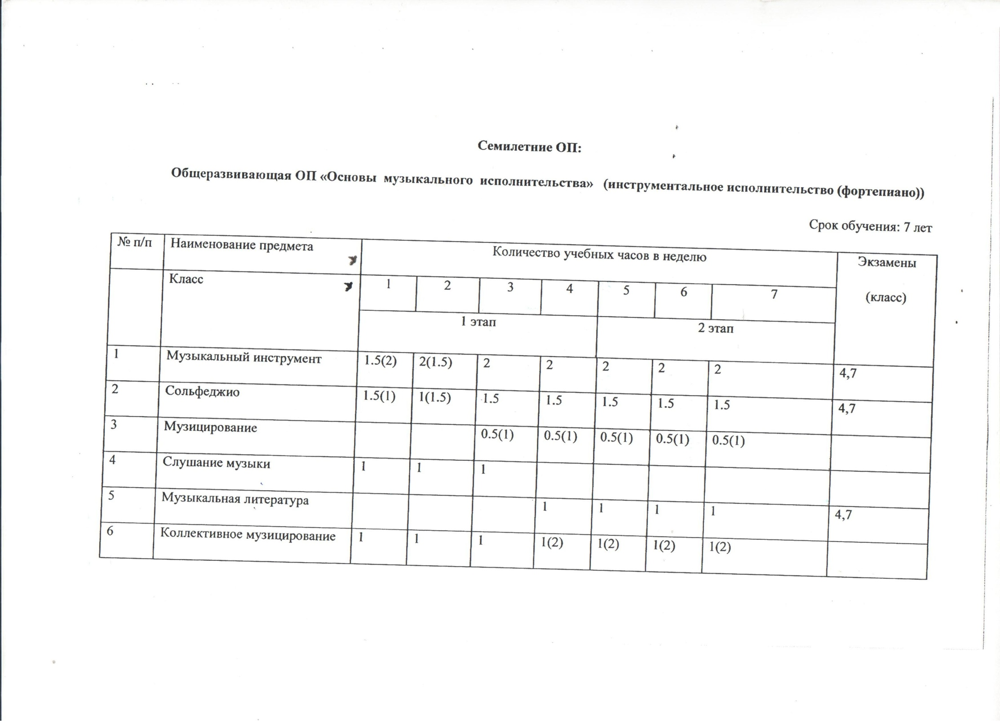 Семилетние ОП:
Общеразвивающая ОП «Основы музыкального исполнительства» (инструментальное исполнительство (фортепиано))
Срок обучения: 7 лет
№ п/п Наименование предмета Количество учебных часов в неделю Экзамены
(класс)
Класс 1 2 3 4 5 6 7
1 этап 2 этап
1 Музыкальный инструмент 1.5(2) 2(1.5) 2 2 2 2 2 4,7
2 Сольфеджио 1.5(1) 1(1.5) 1.5 1.5 1.5 1.5 1.5 4,7
3 Музицирование 0.5(1) 0.5(1) 0.5(1) 0.5(1) 0.5(1)
4 Слушание музыки 1 1 1
5 Музыкальная литература 1 1 1 1 4,7
6 Коллективное музицирование 1 1 1 1(2) 1(2) 1(2) 1(2)